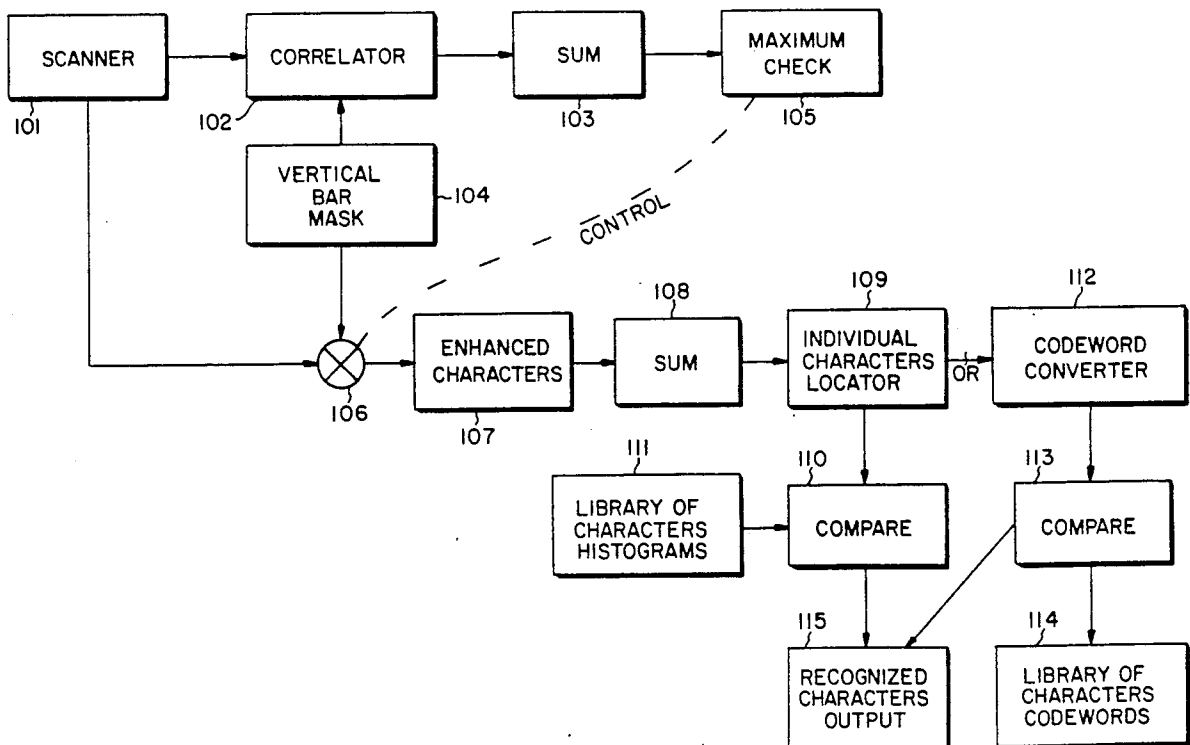 SCANNER
101
CORRELATOR
102
SUM
103
MAXIMUM
CHECK
105
VERTICAL
BAR
MASK
104
CONTROL
106
ENHANCED
CHARACTERS
107
108
SUM
109
INDIVIDUAL
CHARACTERS
LOCATOR
OR
112
CODEWORD
CONVERTER
111
LIBRARY OF
CHARACTERS
HISTOGRAMS
110
COMPARE
113
COMPARE
115
RECOGNIZED
CHARACTERS
OUTPUT
114
LIBRARY OF
CHARACTERS
CODEWORDS